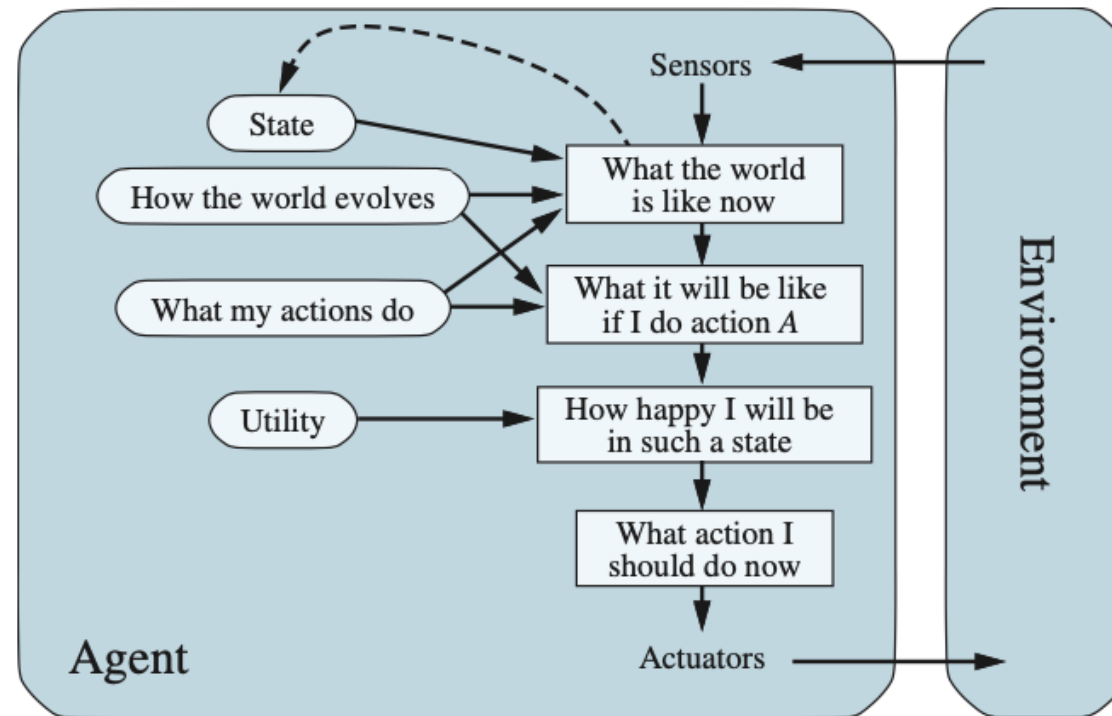 Sensors
State
What the world
is like now
How the world evolves
What it will be like
if I do action A
What my actions do
How happy I will be
in such a state
Utility
What action I
should do now
Agent
Actuators
Environment